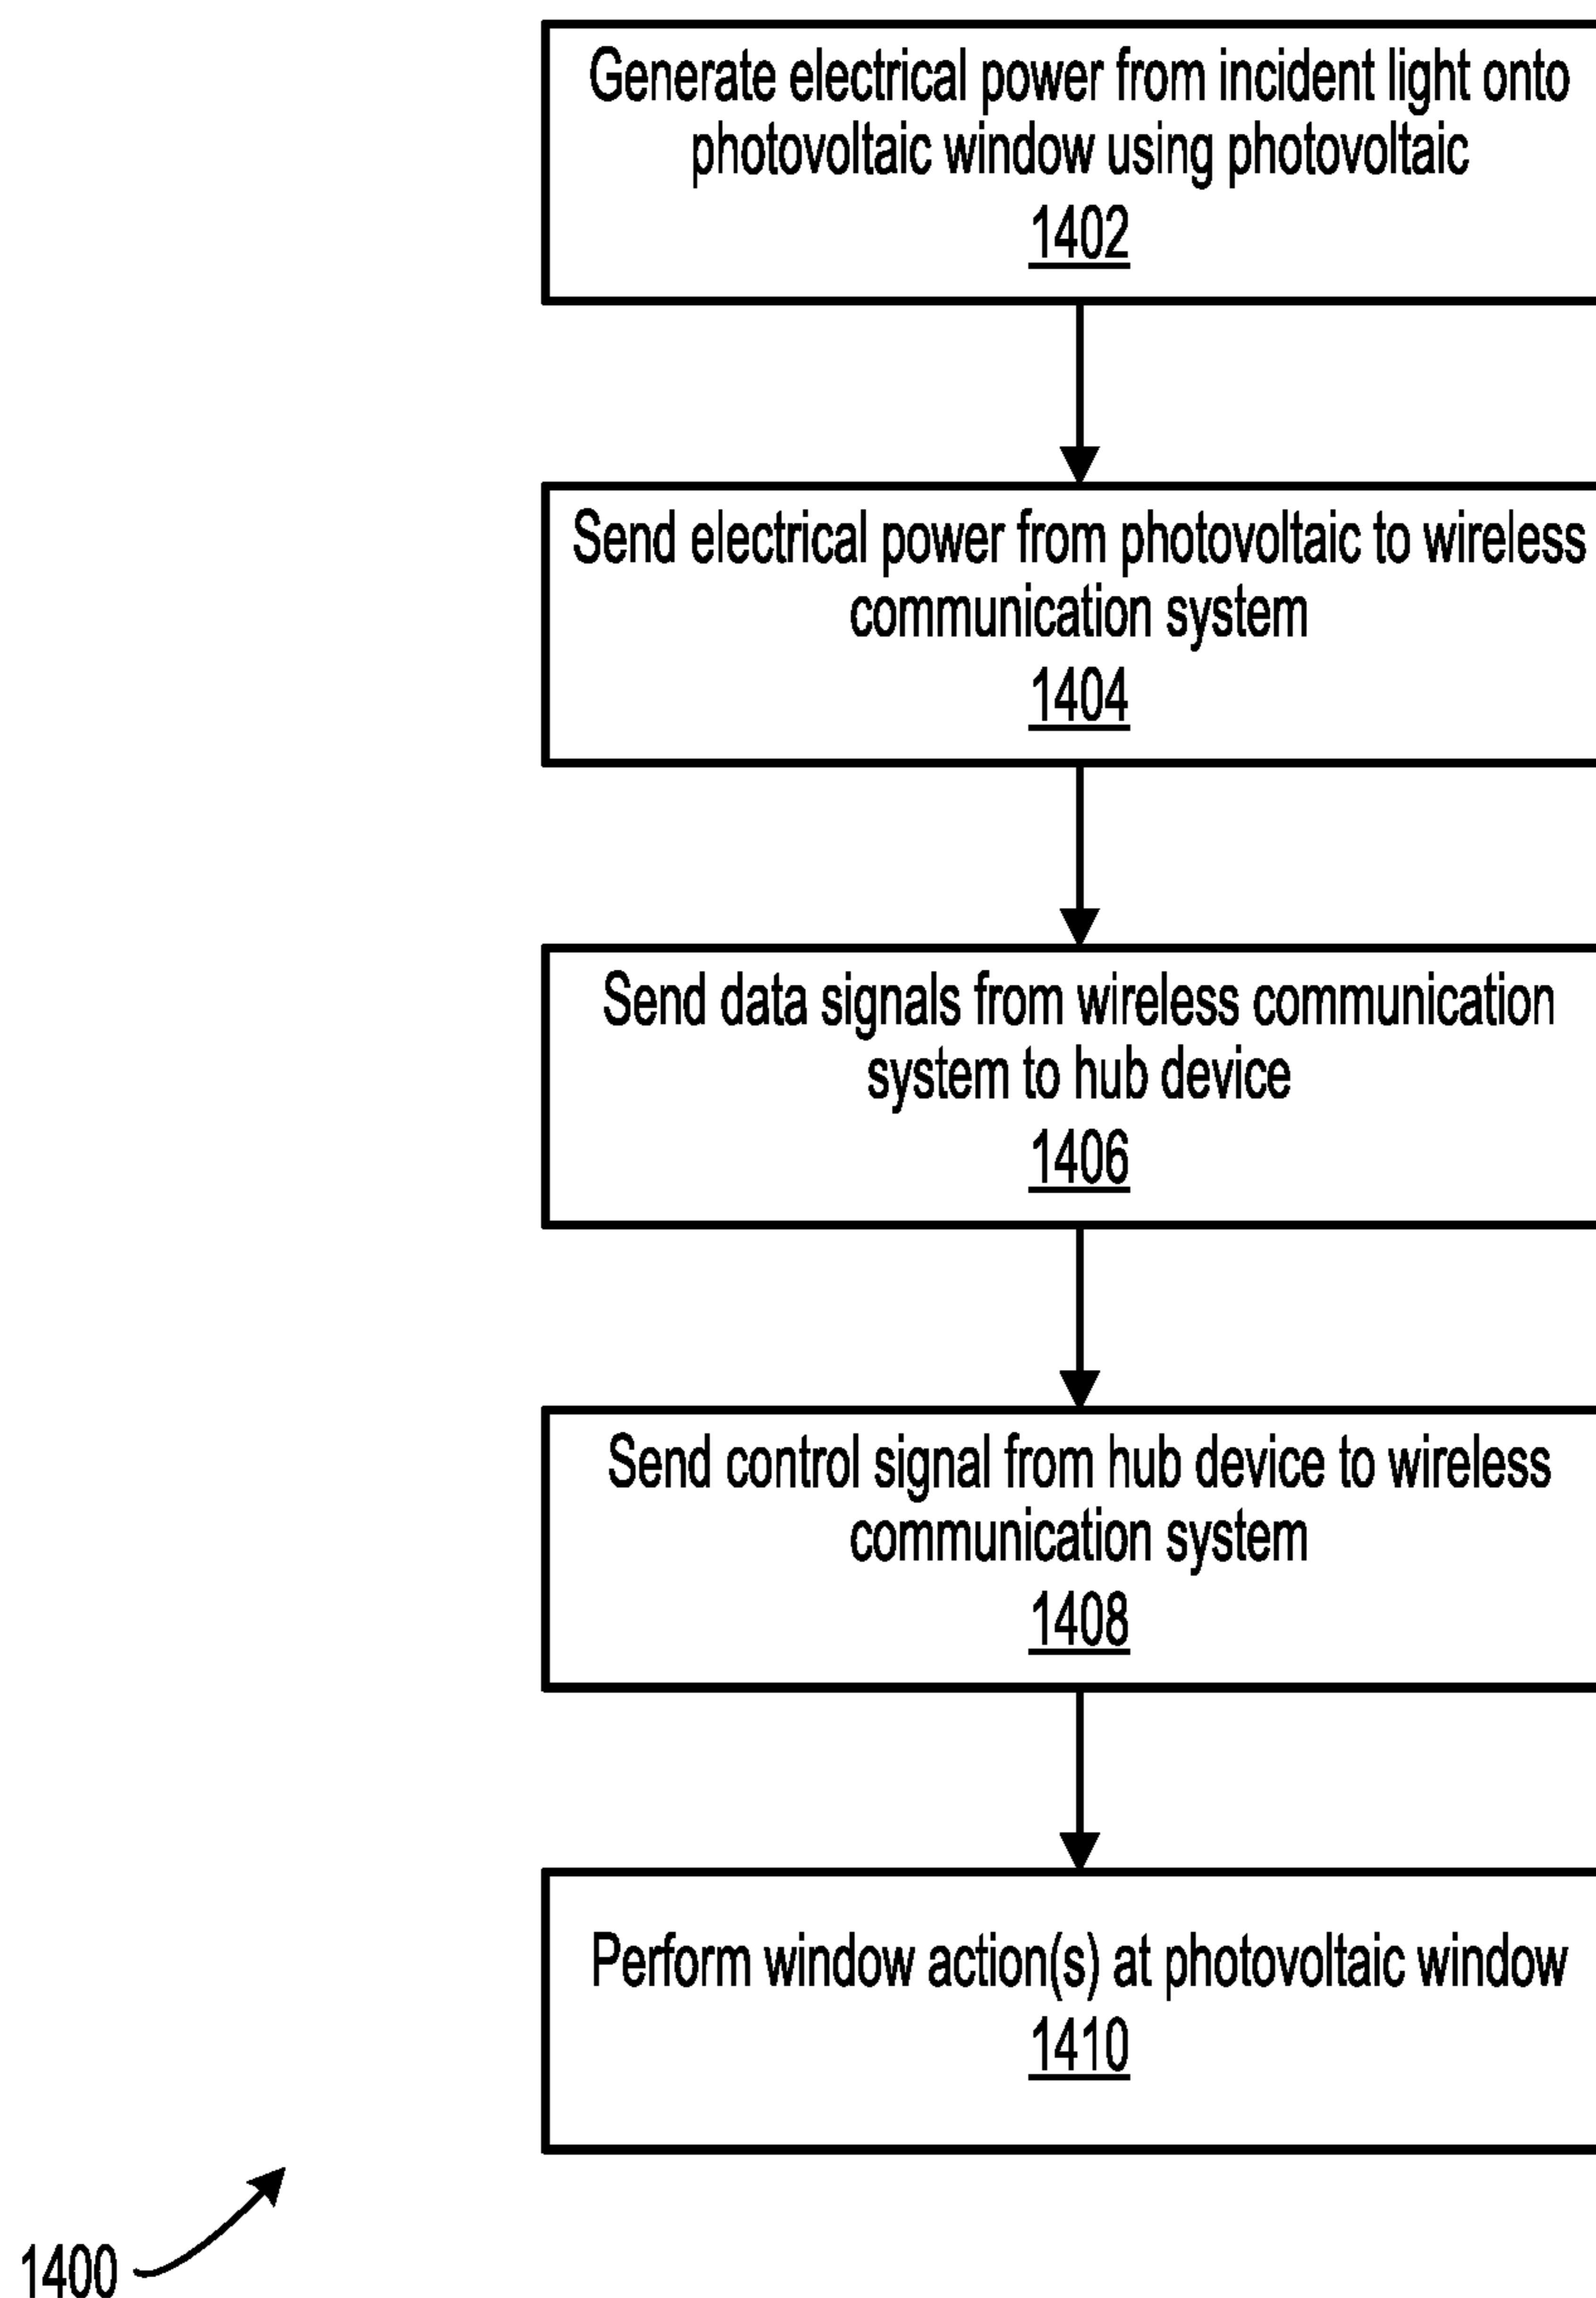 Generate electrical power from incident light onto
photovoltaic window using photovoltaic
1402
Send electrical power from photovoltaic to wireless
communication system
1404
Send data signals from wireless communication
system to hub device
1406
Send control signal from hub device to wireless
communication system
1408
Perform window action(s) at photovoltaic window
1410
1400